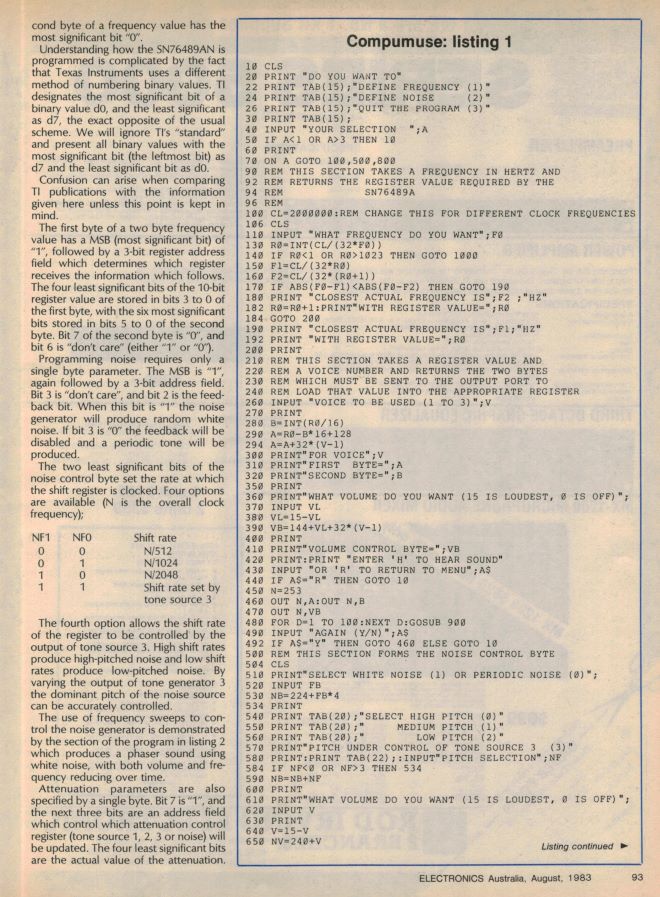 cond byte of a frequency value has the
most significant bit "0".
Understanding how the SN76489AN is
programmed is complicated by the fact
that Texas Instruments uses a different
method of numbering binary values. TI
designates the most significant bit of a
binary value d0, and the least significant
as d7, the exact opposite of the usual
scheme. We will ignore TI's "standard"
and present all binary values with the
most significant bit (the leftmost bit) as
d7 and the least significant bit as d0.
Confusion can arise when comparing
TI publications with the information
given here unless this point is kept in
mind.
The first byte of a two byte frequency
value has a MSB (most significant bit) of
"1", followed by a 3-bit register address
field which determines which register
receives the information which follows.
The four least significant bits of the 10-bit
register value are stored in bits 3 to 0 of
the first byte, with the six most significant
bits stored in bits 5 to 0 of the second
byte. Bit 7 of the second byte is "0", and
bit 6 is "don't care" (either "1" or "0").
Programming noise requires only a
single byte parameter. The MSB is "1",
again followed by a 3-bit address field.
Bit 3 is "don't care", and bit 2 is the feed-
back bit. When this bit is "1" the noise
generator will produce random white
noise. If bit 3 is "0" the feedback will be
disabled and a periodic tone will be
produced.
The two least significant bits of the
noise control byte set the rate at which
the shift register is clocked. Four options
are available (N is the overall clock
frequency);
NF1 NF0 Shift rate
0 0 N/512
0 1 N/1024
1 0 N/2048
1 1 Shift rate set by
tone source 3
The fourth option allows the shift rate
of the register to be controlled by the
output of tone source 3. High shift rates
produce high-pitched noise and low shift
rates produce low-pitched noise. By
varying the output of tone generator 3
the dominant pitch of the noise source
can be accurately controlled.
The use of frequency sweeps to con-
trol the noise generator is demonstrated
by the section of the program in listing 2
which produces a phaser sound using
white noise, with both volume and fre-
quency reducing over time.
Attenuation parameters are also
specified by a single byte. Bit 7 is "1", and
the next three bits are an address field
which control which attenuation control
register (tone source 1, 2, 3 or noise) will
be updated. The four least significant bits
are the actual value of the attenuation.
Compumuse: listing 1
10 CLS
20 PRINT "DO YOU WANT TO"
22 PRINT TAB(15);"DEFINE FREQUENCY (1)"
24 PRINT TAB(15);"DEFINE NOISE     (2)"
26 PRINT TAB(15);"QUIT THE PROGRAM (3)"
30 PRINT TAB(15);
40 INPUT "YOUR SELECTION  ";A
50 IF A<1 OR A>3 THEN 10
60 PRINT
70 ON A GOTO 100,500,800
90 REM THIS SECTION TAKES A FREQUENCY IN HERTZ AND
92 REM RETURNS THE REGISTER VALUE REQUIRED BY THE
94 REM            SN76489A
96 REM
100 CL=2000000:REM CHANGE THIS FOR DIFFERENT CLOCK FREQUENCIES
106 CLS
110 INPUT "WHAT FREQUENCY DO YOU WANT";F0
130 R0=INT(CL/(32*F0))
140 IF R0<1 OR R0>1023 THEN GOTO 1000
150 F1=CL/(32*R0)
160 F2=CL/(32*(R0+1))
170 IF ABS(F0-F1)<ABS(F0-F2) THEN GOTO 190
180 PRINT "CLOSEST ACTUAL FREQUENCY IS";F2 ;"HZ"
182 R0=R0+1:PRINT"WITH REGISTER VALUE=";R0
184 GOTO 200
190 PRINT "CLOSEST ACTUAL FREQUENCY IS";F1;"HZ"
192 PRINT "WITH REGISTER VALUE=";R0
200 PRINT
210 REM THIS SECTION TAKES A REGISTER VALUE AND
220 REM A VOICE NUMBER AND RETURNS THE TWO BYTES
230 REM WHICH MUST BE SENT TO THE OUTPUT PORT TO
240 REM LOAD THAT VALUE INTO THE APPROPRIATE REGISTER
260 INPUT "VOICE TO BE USED (1 TO 3)";V
270 PRINT
280 B=INT(R0/16)
290 A=R0-B*16+128
294 A=A+32*(V-1)
300 PRINT"FOR VOICE";V
310 PRINT"FIRST  BYTE=";A
320 PRINT"SECOND BYTE=";B
350 PRINT
360 PRINT"WHAT VOLUME DO YOU WANT (15 IS LOUDEST, 0 IS OFF)";
370 INPUT VL
380 VL=15-VL
390 VB=144+VL+32*(V-1)
400 PRINT
410 PRINT"VOLUME CONTROL BYTE=";VB
420 PRINT:PRINT "ENTER 'H' TO HEAR SOUND"
430 INPUT "OR 'R' TO RETURN TO MENU";A$
440 IF A$="R" THEN GOTO 10
450 N=253
460 OUT N,A:OUT N,B
470 OUT N,VB
480 FOR D=1 TO 100:NEXT D:GOSUB 900
490 INPUT "AGAIN (Y/N)";A$
492 IF A$="Y" THEN GOTO 460 ELSE GOTO 10
500 REM THIS SECTION FORMS THE NOISE CONTROL BYTE
504 CLS
510 PRINT"SELECT WHITE NOISE (1) OR PERIODIC NOISE (0)";
520 INPUT FB
530 NB=224+FB*4
534 PRINT
540 PRINT TAB(20);"SELECT HIGH PITCH (0)"
550 PRINT TAB(20);"     MEDIUM PITCH (1)"
560 PRINT TAB(20);"        LOW PITCH (2)"
570 PRINT"PITCH UNDER CONTROL OF TONE SOURCE 3  (3)"
580 PRINT:PRINT TAB(22);:INPUT"PITCH SELECTION";NF
584 IF NF<0 OR NF>3 THEN 534
590 NB=NB+NF
600 PRINT
610 PRINT"WHAT VOLUME DO YOU WANT (15 IS LOUDEST, 0 IS OFF)";
620 INPUT V
630 PRINT
640 V=15-V
650 NV=240+V
Listing continued ►
ELECTRONICS Australia, August, 1983 93